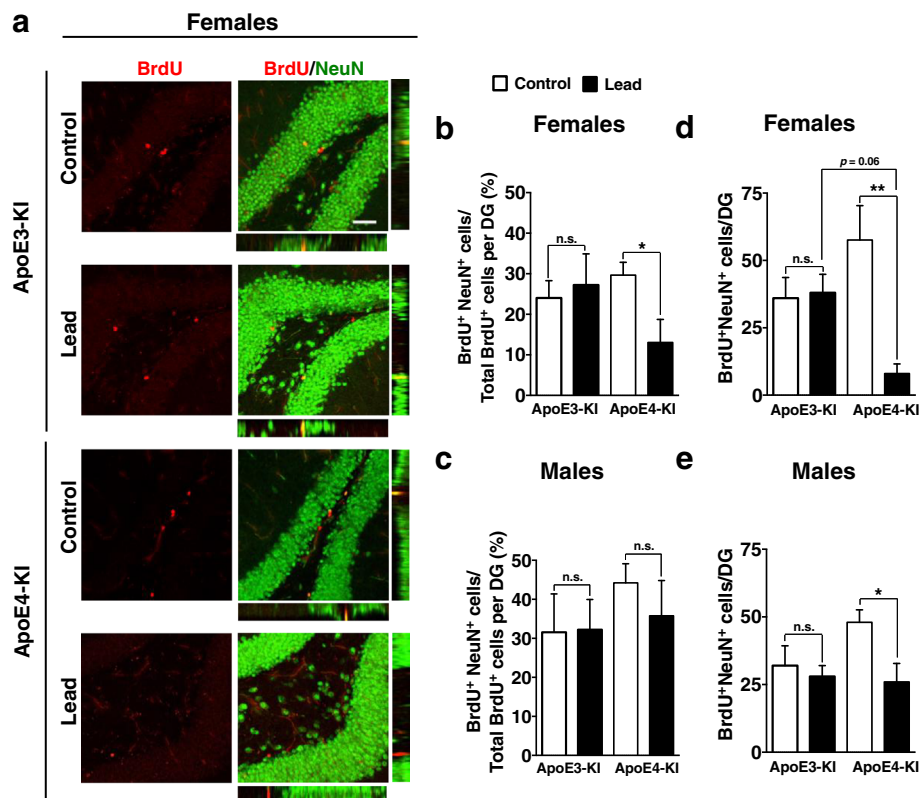 a
Females
BrdU
BrdU/NeuN
ApoE3-KI
Control
Lead
ApoE4-KI
Control
Lead
Control
Lead
b
Females
BrdU⁺ NeuN⁺ cells/
Total BrdU⁺ cells per DG (%)
50
40
30
20
10
0
n.s.
*
ApoE3-KI
ApoE4-KI
d
Females
BrdU⁺NeuN⁺ cells/DG
75
50
25
0
p = 0.06
n.s.
**
ApoE3-KI
ApoE4-KI
c
Males
BrdU⁺ NeuN⁺ cells/
Total BrdU⁺ cells per DG (%)
50
40
30
20
10
0
n.s.
n.s.
ApoE3-KI
ApoE4-KI
e
Males
BrdU⁺NeuN⁺ cells/DG
75
50
25
0
n.s.
*
ApoE3-KI
ApoE4-KI